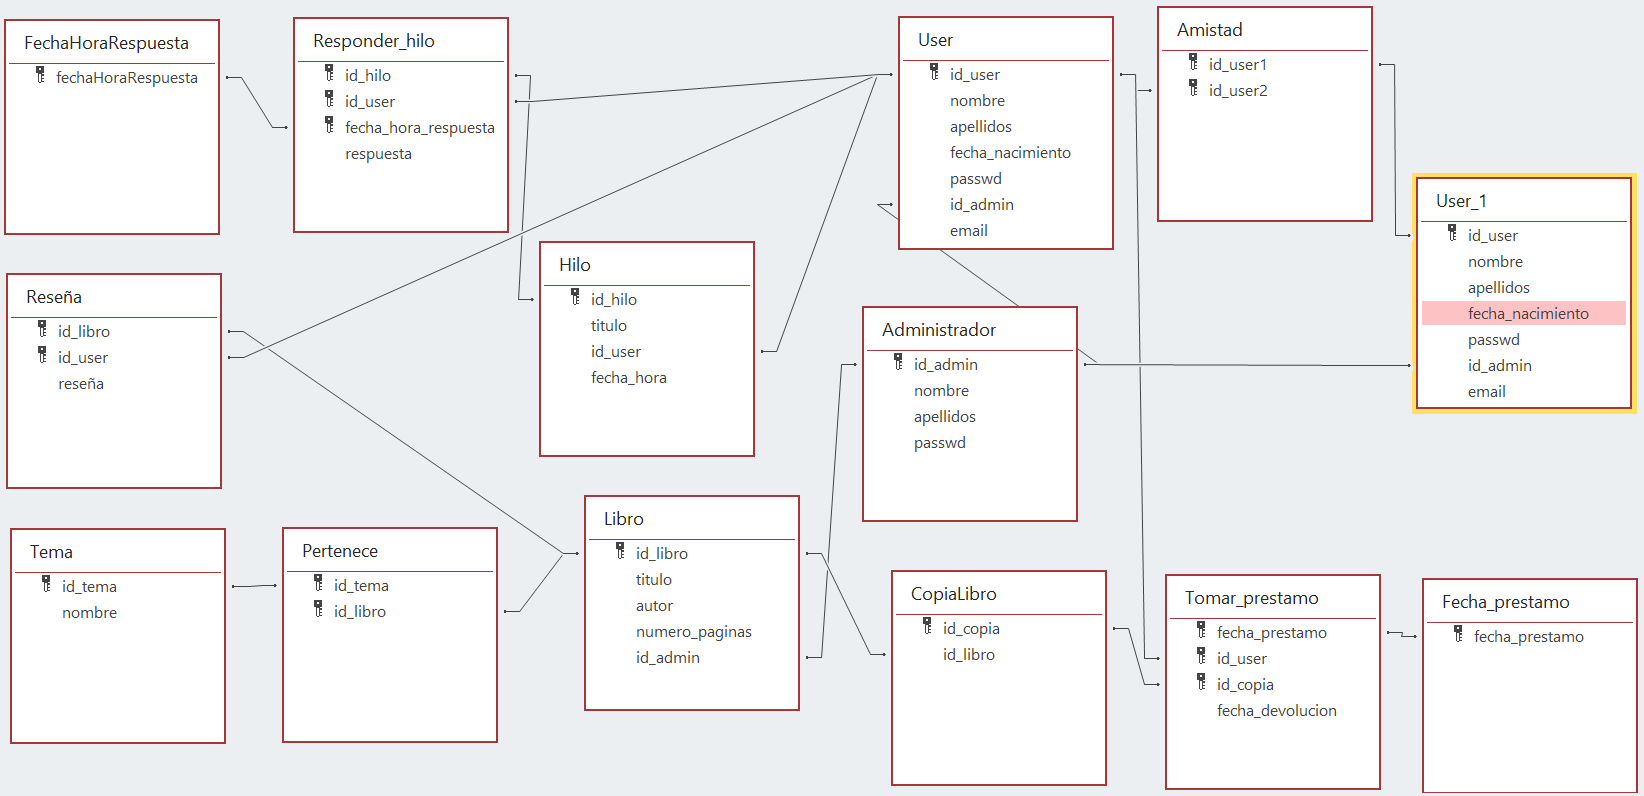 FechaHoraRespuesta
fechaHoraRespuesta
Responder_hilo
id_hilo
id_user
fecha_hora_respuesta
respuesta
User
id_user
nombre
apellidos
fecha_nacimiento
passwd
id_admin
email
Amistad
id_user1
id_user2
User_1
id_user
nombre
apellidos
fecha_nacimiento
passwd
id_admin
email
Reseña
id_libro
id_user
reseña
Hilo
id_hilo
titulo
id_user
fecha_hora
Administrador
id_admin
nombre
apellidos
passwd
Tema
id_tema
nombre
Pertenece
id_tema
id_libro
Libro
id_libro
titulo
autor
numero_paginas
id_admin
CopiaLibro
id_copia
id_libro
Tomar_prestamo
fecha_prestamo
id_user
id_copia
fecha_devolucion
Fecha_prestamo
fecha_prestamo